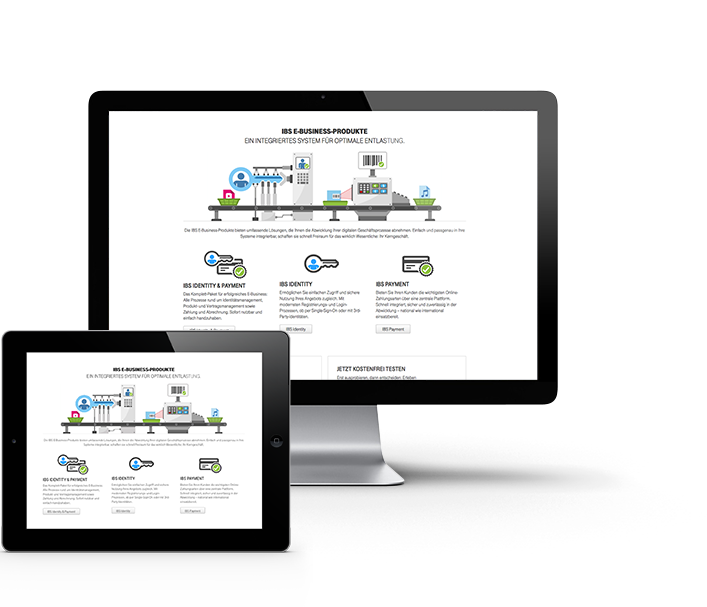 IBS E-BUSINESS-PRODUKTE
EIN INTEGRIERTES SYSTEM FÜR OPTIMALE ENTLASTUNG.
Die IBS E-Business Produkte bieten umfassende Lösungen, die Ihnen die Abwicklung Ihrer digitalen Geschäftsprozesse abnehmen. Einfach und passgenau in Ihre
Systeme integrierbar, schaffen sie schnell Freiraum für das wirklich Wesentliche: Ihr Kerngeschäft.
IBS IDENTITY & PAYMENT
Das Komplett-Paket für erfolgreiches E-Business:
Alle Prozesse rund um Identitätsmanagement,
Produkt- und Vertragsmanagement sowie
Zahlung und Abrechnung. Sofort nutzbar und
einfach handzuhaben.
IBS Identity & Payment
IBS IDENTITY
Ermöglichen Sie einfachen Zugriff und sichere
Nutzung Ihres Angebots zugleich. Mit
modernsten Registrierungs- und Login-
Prozessen, ob per Single-Sign-On oder mit 3rd-
Party-Identitäten.
IBS Identity
IBS PAYMENT
Bieten Sie Ihren Kunden die wichtigsten Online-
Zahlungsarten über eine zentrale Plattform.
Schnell integriert, sicher und zuverlässig in der
Abwicklung – national wie international
einsatzbereit.
IBS Payment
JETZT KOSTENFREI TESTEN
Erst ausprobieren, dann entscheiden. Erleben
IBS E-BUSINESS-PRODUKTE
EIN INTEGRIERTES SYSTEM FÜR OPTIMALE ENTLASTUNG.
IBS IDENTITY & PAYMENT
IBS Identity & Payment
IBS IDENTITY
IBS Identity
IBS PAYMENT
IBS Payment